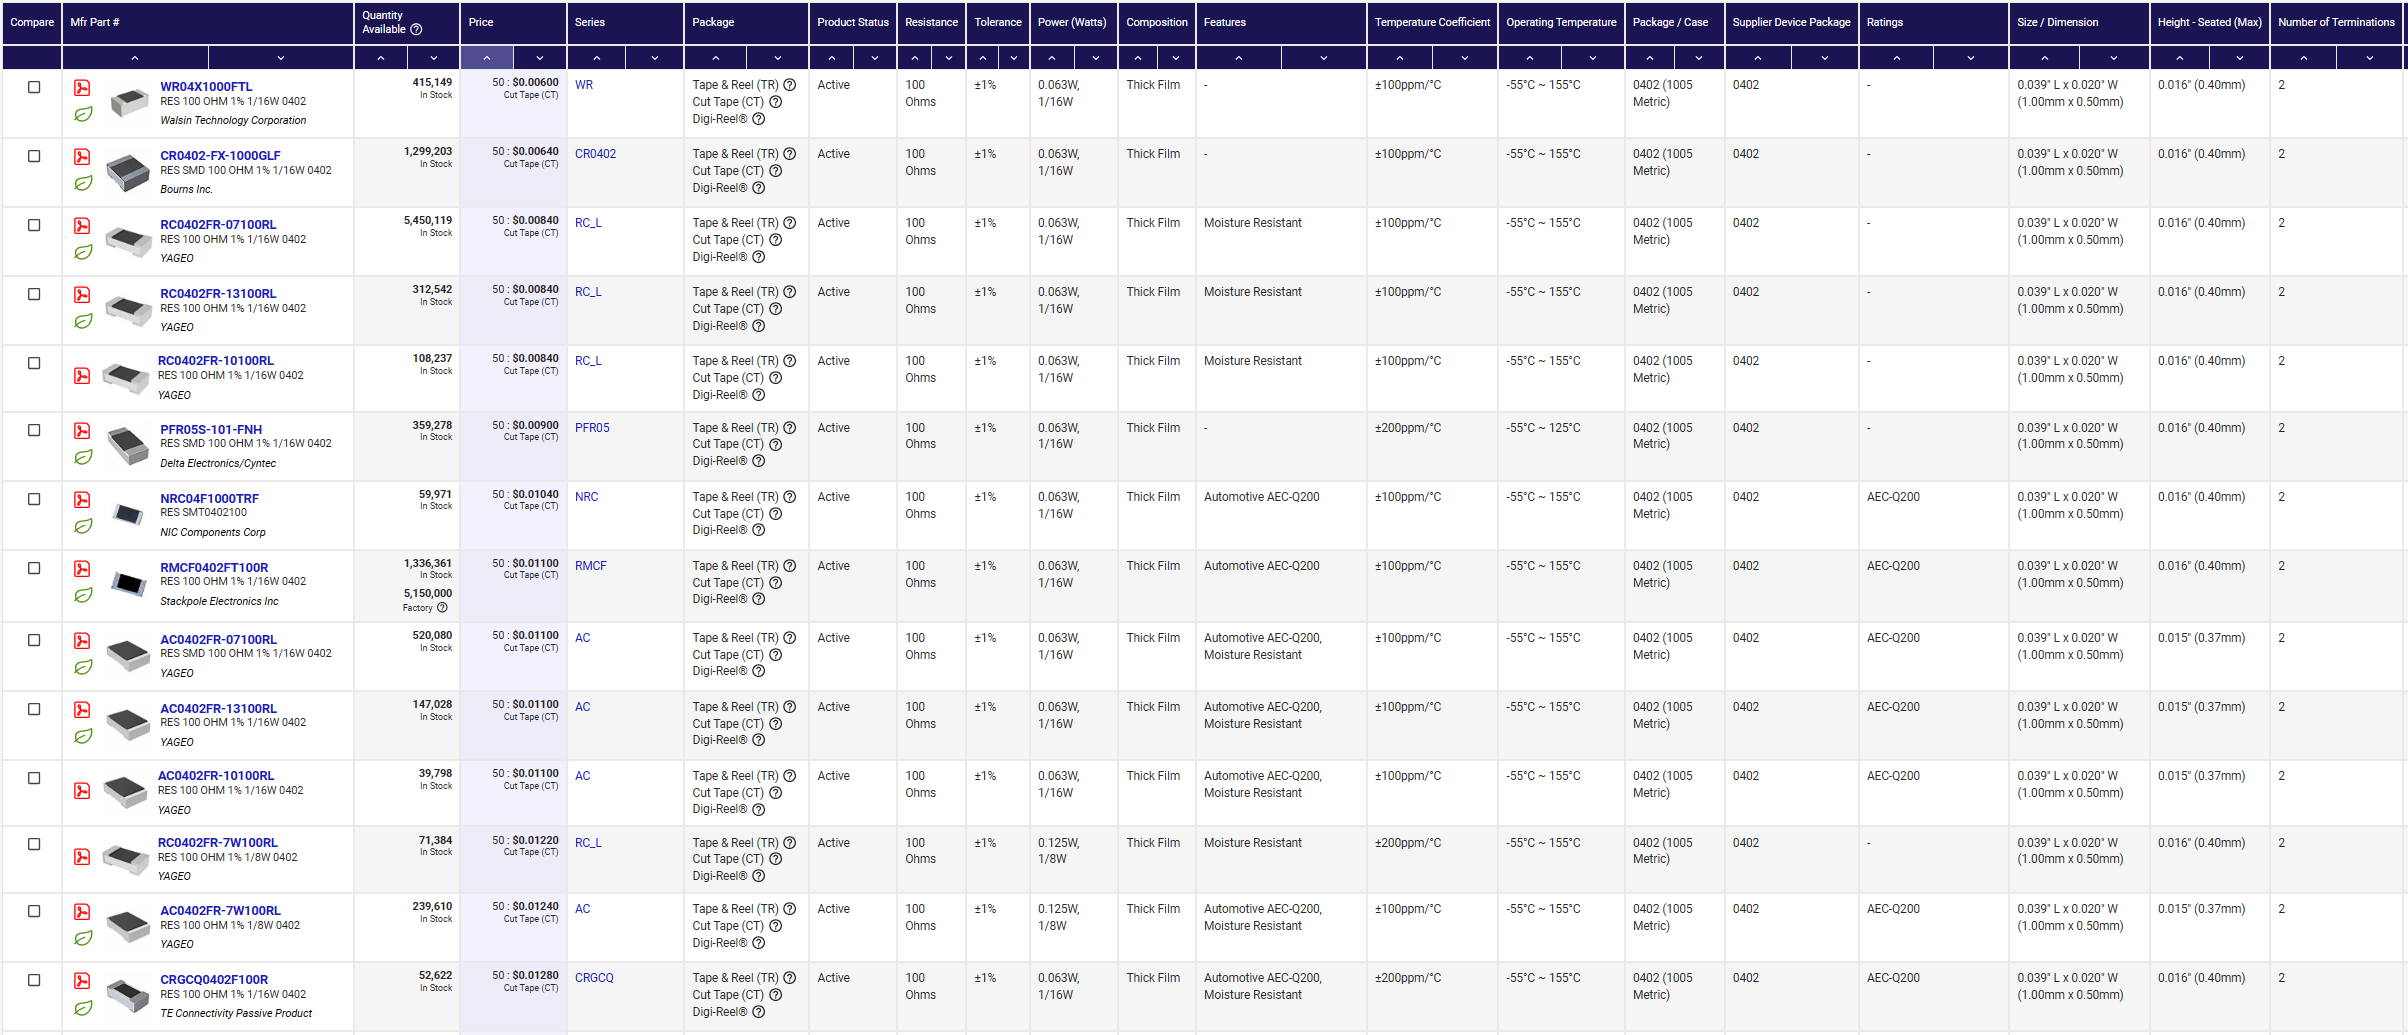 Compare Mfr Part # Quantity Available Price Series Package Product Status Resistance Tolerance Power (Watts) Composition Features Temperature Coefficient Operating Temperature Package / Case Supplier Device Package Ratings Size / Dimension Height - Seated (Max) Number of Terminations
WR04X1000FTL 415,149 50 : $0.00600 WR Tape & Reel (TR) Active 100 ±1% 0.063W, Thick Film - ±100ppm/°C -55°C ~ 155°C 0402 (1005 0402 - 0.039" L x 0.020" W 0.016" (0.40mm) 2
RES 100 OHM 1% 1/16W 0402 In Stock Cut Tape (CT) Cut Tape (CT) Ohms 1/16W Metric) (1.00mm x 0.50mm)
Walsin Technology Corporation Digi-Reel®
CR0402-FX-1000GLF 1,299,203 50 : $0.00640 CR0402 Tape & Reel (TR) Active 100 ±1% 0.063W, Thick Film - ±100ppm/°C -55°C ~ 155°C 0402 (1005 0402 - 0.039" L x 0.020" W 0.016" (0.40mm) 2
RES SMD 100 OHM 1% 1/16W 0402 In Stock Cut Tape (CT) Cut Tape (CT) Ohms 1/16W Metric) (1.00mm x 0.50mm)
Bourns Inc. Digi-Reel®
RC0402FR-07100RL 5,450,119 50 : $0.00840 RC_L Tape & Reel (TR) Active 100 ±1% 0.063W, Thick Film Moisture Resistant ±100ppm/°C -55°C ~ 155°C 0402 (1005 0402 - 0.039" L x 0.020" W 0.016" (0.40mm) 2
RES 100 OHM 1% 1/16W 0402 In Stock Cut Tape (CT) Cut Tape (CT) Ohms 1/16W Metric) (1.00mm x 0.50mm)
YAGEO Digi-Reel®
RC0402FR-13100RL 312,542 50 : $0.00840 RC_L Tape & Reel (TR) Active 100 ±1% 0.063W, Thick Film Moisture Resistant ±100ppm/°C -55°C ~ 155°C 0402 (1005 0402 - 0.039" L x 0.020" W 0.016" (0.40mm) 2
RES 100 OHM 1% 1/16W 0402 In Stock Cut Tape (CT) Cut Tape (CT) Ohms 1/16W Metric) (1.00mm x 0.50mm)
YAGEO Digi-Reel®
RC0402FR-10100RL 108,237 50 : $0.00840 RC_L Tape & Reel (TR) Active 100 ±1% 0.063W, Thick Film Moisture Resistant ±100ppm/°C -55°C ~ 155°C 0402 (1005 0402 - 0.039" L x 0.020" W 0.016" (0.40mm) 2
RES 100 OHM 1% 1/16W 0402 In Stock Cut Tape (CT) Cut Tape (CT) Ohms 1/16W Metric) (1.00mm x 0.50mm)
YAGEO Digi-Reel®
PFR05S-101-FNH 359,278 50 : $0.00900 PFR05 Tape & Reel (TR) Active 100 ±1% 0.063W, Thick Film - ±200ppm/°C -55°C ~ 125°C 0402 (1005 0402 - 0.039" L x 0.020" W 0.016" (0.40mm) 2
RES SMD 100 OHM 1% 1/16W 0402 In Stock Cut Tape (CT) Cut Tape (CT) Ohms 1/16W Metric) (1.00mm x 0.50mm)
Delta Electronics/Cyntec Digi-Reel®
NRC04F1000TRF 59,971 50 : $0.01040 NRC Tape & Reel (TR) Active 100 ±1% 0.063W, Thick Film Automotive AEC-Q200 ±100ppm/°C -55°C ~ 155°C 0402 (1005 0402 AEC-Q200 0.039" L x 0.020" W 0.016" (0.40mm) 2
RES SMT0402100 In Stock Cut Tape (CT) Cut Tape (CT) Ohms 1/16W Metric) (1.00mm x 0.50mm)
NIC Components Corp Digi-Reel®
RMCF0402FT100R 1,336,361 50 : $0.01100 RMCF Tape & Reel (TR) Active 100 ±1% 0.063W, Thick Film Automotive AEC-Q200 ±100ppm/°C -55°C ~ 155°C 0402 (1005 0402 AEC-Q200 0.039" L x 0.020" W 0.016" (0.40mm) 2
RES 100 OHM 1% 1/16W 0402 In Stock Cut Tape (CT) Cut Tape (CT) Ohms 1/16W Metric) (1.00mm x 0.50mm)
Stackpole Electronics Inc 5,150,000 Digi-Reel®
Factory
AC0402FR-07100RL 520,080 50 : $0.01100 AC Tape & Reel (TR) Active 100 ±1% 0.063W, Thick Film Automotive AEC-Q200, ±100ppm/°C -55°C ~ 155°C 0402 (1005 0402 AEC-Q200 0.039" L x 0.020" W 0.015" (0.37mm) 2
RES SMD 100 OHM 1% 1/16W 0402 In Stock Cut Tape (CT) Cut Tape (CT) Ohms 1/16W Moisture Resistant Metric) (1.00mm x 0.50mm)
YAGEO Digi-Reel®
AC0402FR-13100RL 147,028 50 : $0.01100 AC Tape & Reel (TR) Active 100 ±1% 0.063W, Thick Film Automotive AEC-Q200, ±100ppm/°C -55°C ~ 155°C 0402 (1005 0402 AEC-Q200 0.039" L x 0.020" W 0.015" (0.37mm) 2
RES 100 OHM 1% 1/16W 0402 In Stock Cut Tape (CT) Cut Tape (CT) Ohms 1/16W Moisture Resistant Metric) (1.00mm x 0.50mm)
YAGEO Digi-Reel®
AC0402FR-10100RL 39,798 50 : $0.01100 AC Tape & Reel (TR) Active 100 ±1% 0.063W, Thick Film Automotive AEC-Q200, ±100ppm/°C -55°C ~ 155°C 0402 (1005 0402 AEC-Q200 0.039" L x 0.020" W 0.015" (0.37mm) 2
RES 100 OHM 1% 1/16W 0402 In Stock Cut Tape (CT) Cut Tape (CT) Ohms 1/16W Moisture Resistant Metric) (1.00mm x 0.50mm)
YAGEO Digi-Reel®
RC0402FR-7W100RL 71,384 50 : $0.01220 RC_L Tape & Reel (TR) Active 100 ±1% 0.125W, Thick Film Moisture Resistant ±200ppm/°C -55°C ~ 155°C 0402 (1005 0402 - 0.039" L x 0.020" W 0.016" (0.40mm) 2
RES 100 OHM 1% 1/8W 0402 In Stock Cut Tape (CT) Cut Tape (CT) Ohms 1/8W Metric) (1.00mm x 0.50mm)
YAGEO Digi-Reel®
AC0402FR-7W100RL 239,610 50 : $0.01240 AC Tape & Reel (TR) Active 100 ±1% 0.125W, Thick Film Automotive AEC-Q200, ±100ppm/°C -55°C ~ 155°C 0402 (1005 0402 AEC-Q200 0.039" L x 0.020" W 0.015" (0.37mm) 2
RES 100 OHM 1% 1/8W 0402 In Stock Cut Tape (CT) Cut Tape (CT) Ohms 1/8W Moisture Resistant Metric) (1.00mm x 0.50mm)
YAGEO Digi-Reel®
CRGCQ0402F100R 52,622 50 : $0.01280 CRGCQ Tape & Reel (TR) Active 100 ±1% 0.063W, Thick Film Automotive AEC-Q200, ±200ppm/°C -55°C ~ 155°C 0402 (1005 0402 AEC-Q200 0.039" L x 0.020" W 0.016" (0.40mm) 2
RES 100 OHM 1% 1/16W 0402 In Stock Cut Tape (CT) Cut Tape (CT) Ohms 1/16W Moisture Resistant Metric) (1.00mm x 0.50mm)
TE Connectivity Passive Product Digi-Reel®